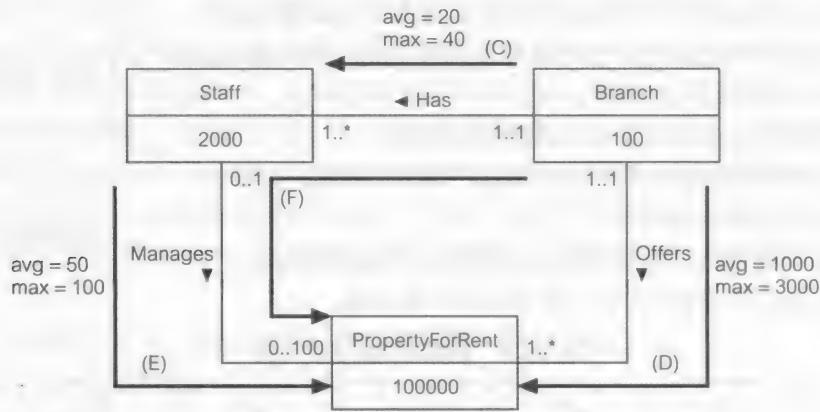 avg = 20
max = 40
(C)
Staff
Branch
◄ Has
2000
1..*
1..1
100
0..1
(F)
1..1
Manages
Offers
avg = 50
max = 100
avg = 1000
max = 3000
0..100
PropertyForRent
1..*
(E)
(D)
100000